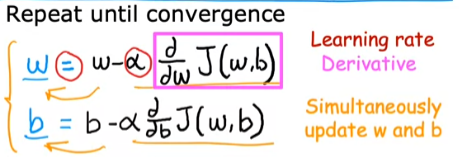 Repeat until convergence
w = w - α d/dw J(w,b)
b = b - α d/db J(w,b)
Learning rate
Derivative
Simultaneously
update w and b